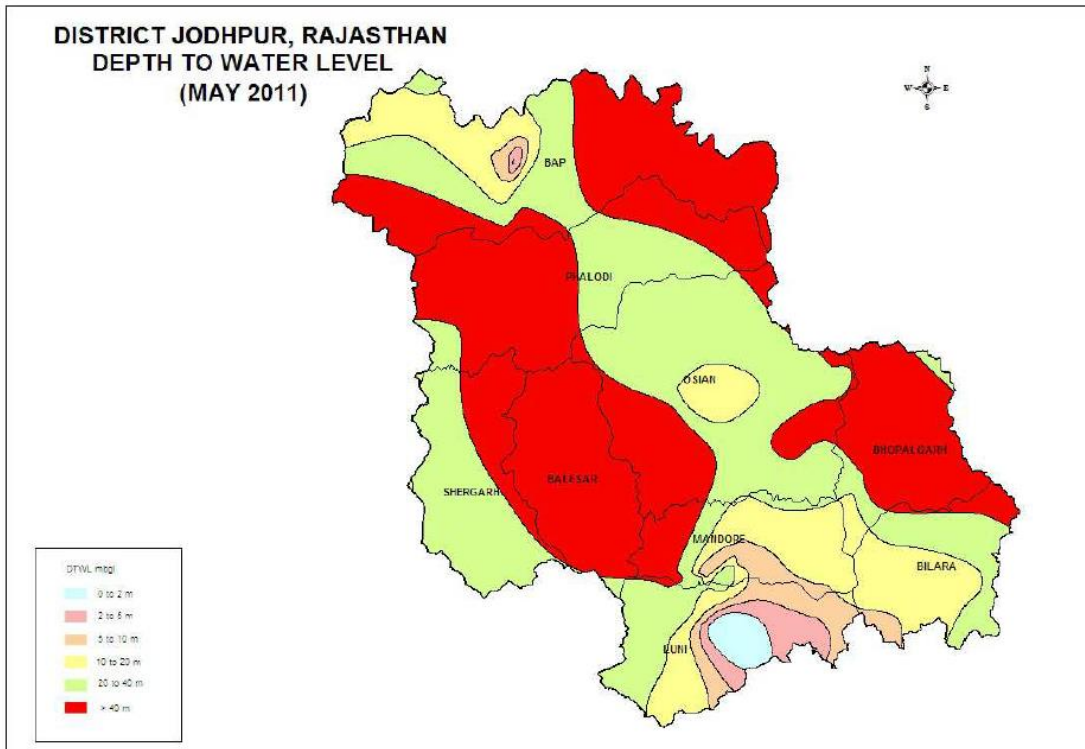 DISTRICT JODHPUR, RAJASTHAN
DEPTH TO WATER LEVEL
(MAY 2011)
N
W E
S
BAP
PHALODI
OSIAN
BHOPALGARH
SHERGARH
BALESAR
MANDORE
BILARA
LUNI
DTWL mbgl
0 to 2 m
2 to 5 m
5 to 10 m
10 to 20 m
20 to 40 m
> 40 m